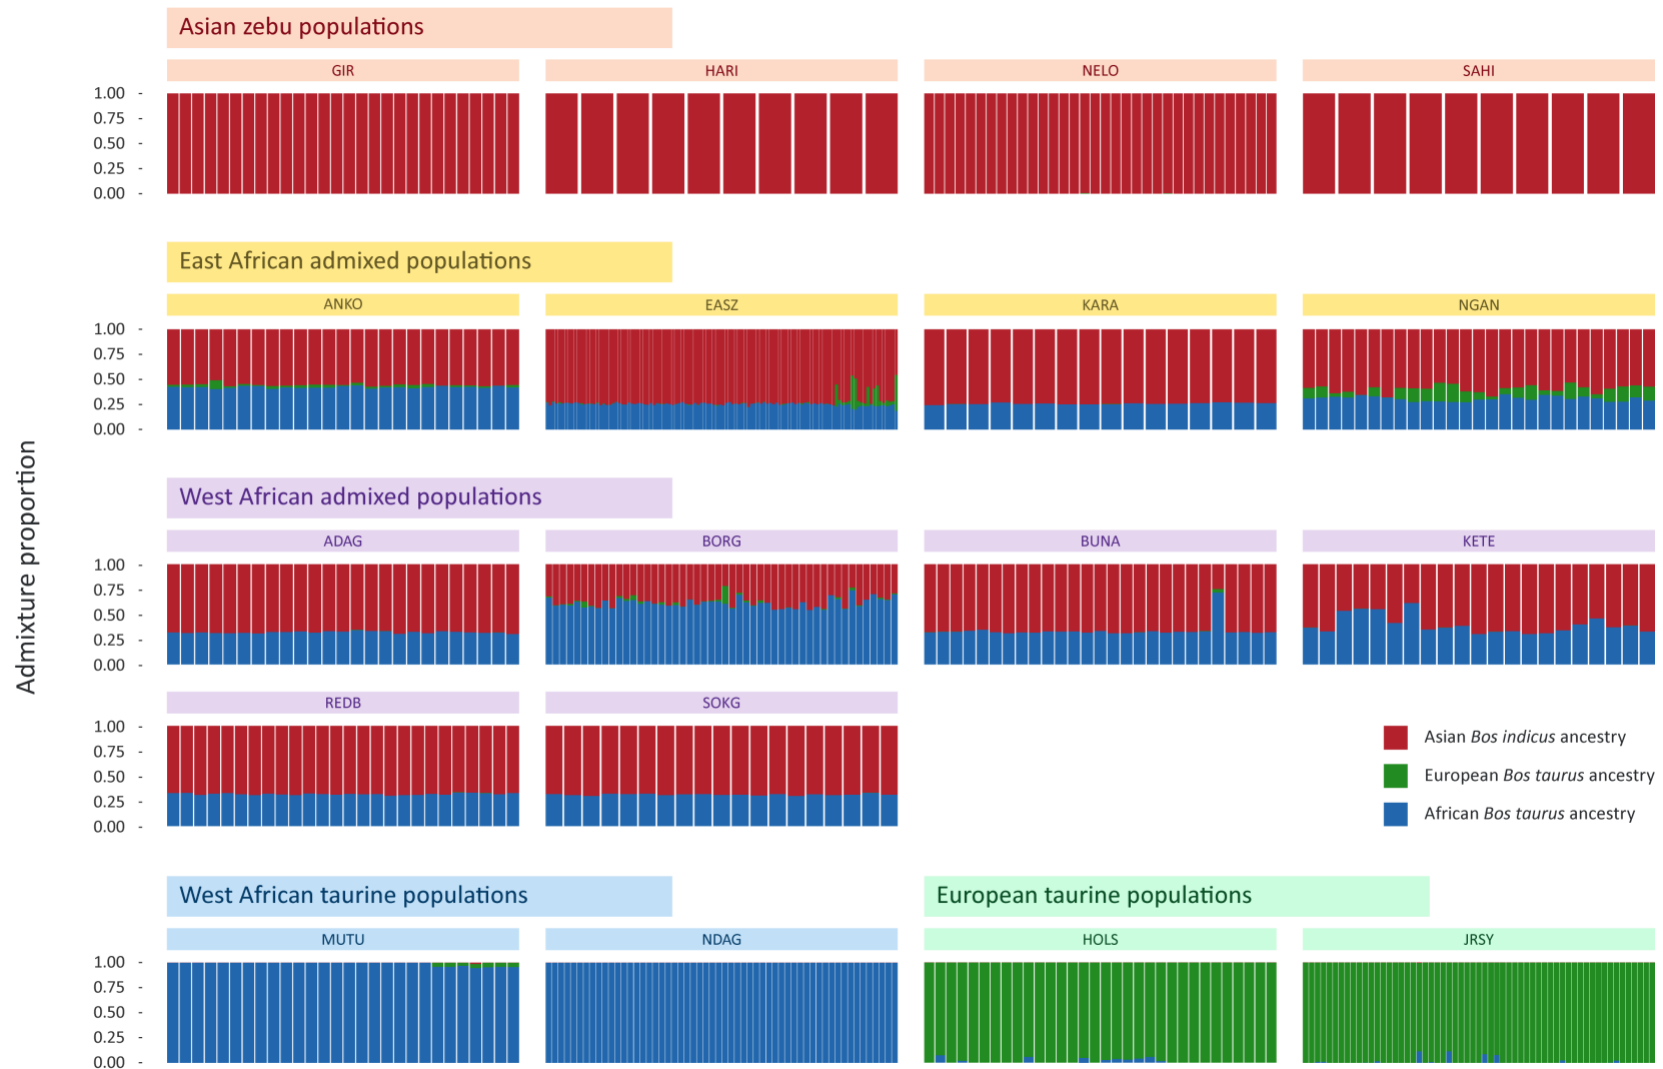 Asian zebu populations
GIR HARI NELO SAHI
1.00 -
0.75 -
0.50 -
0.25 -
0.00 -
East African admixed populations
ANKO EASZ KARA NGAN
1.00 -
0.75 -
0.50 -
0.25 -
0.00 -
Admixture proportion
West African admixed populations
ADAG BORG BUNA KETE
1.00 -
0.75 -
0.50 -
0.25 -
0.00 -
REDB SOKG
1.00 -
0.75 -
0.50 -
0.25 -
0.00 -
Asian Bos indicus ancestry
European Bos taurus ancestry
African Bos taurus ancestry
West African taurine populations European taurine populations
MUTU NDAG HOLS JRSY
1.00 -
0.75 -
0.50 -
0.25 -
0.00 -